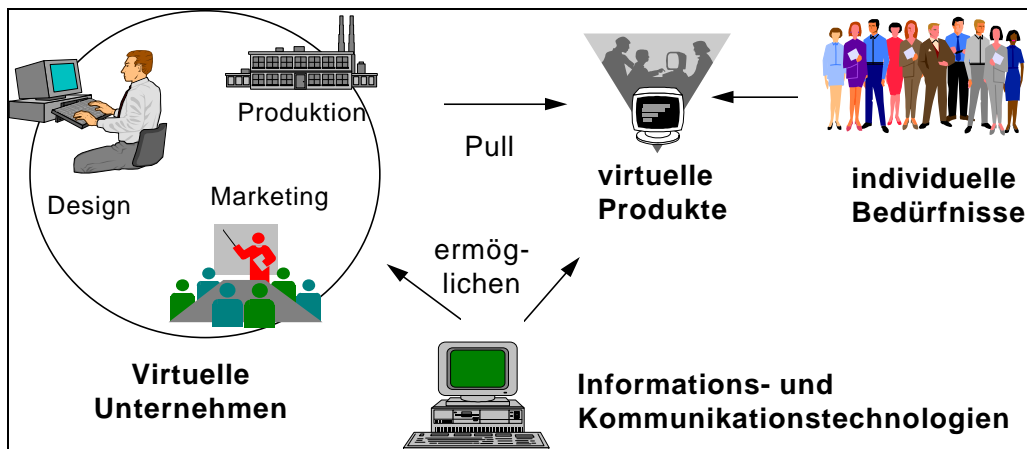 Produktion
Pull
Design
Marketing
virtuelle
Produkte
individuelle
Bedürfnisse
ermög-
lichen
Virtuelle
Unternehmen
Informations- und
Kommunikationstechnologien